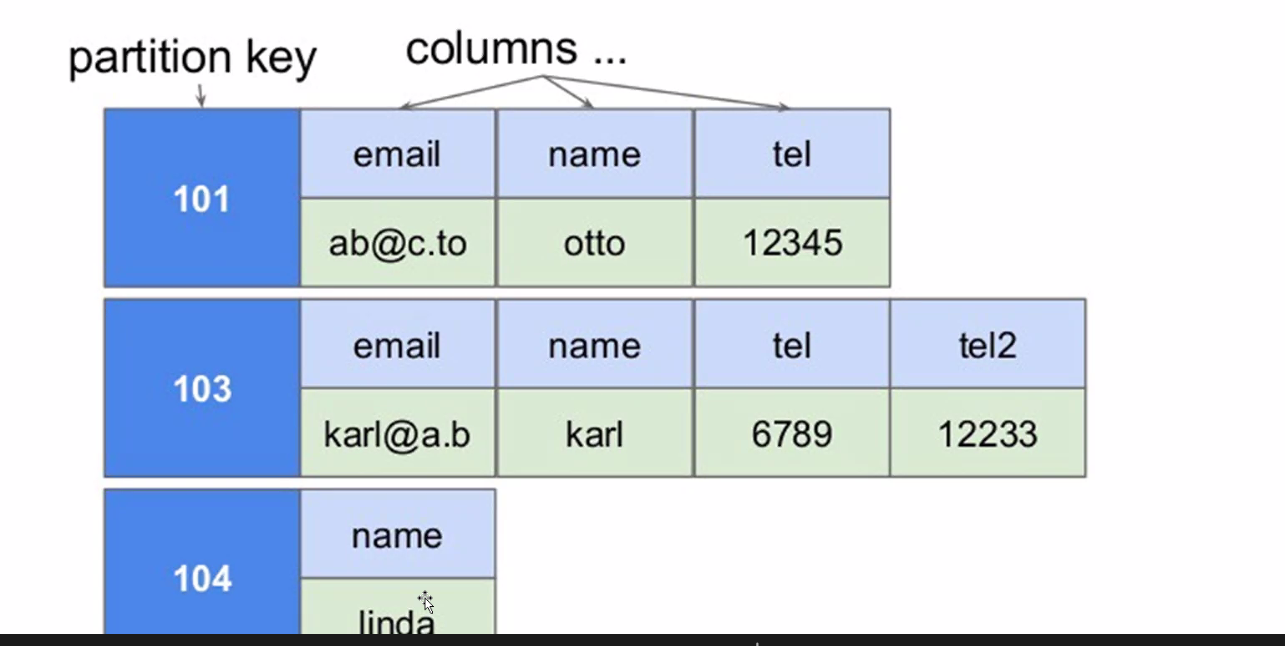 partition key
columns ...
101
email name tel
ab@c.to otto 12345
103
email name tel tel2
karl@a.b karl 6789 12233
104
name
linda